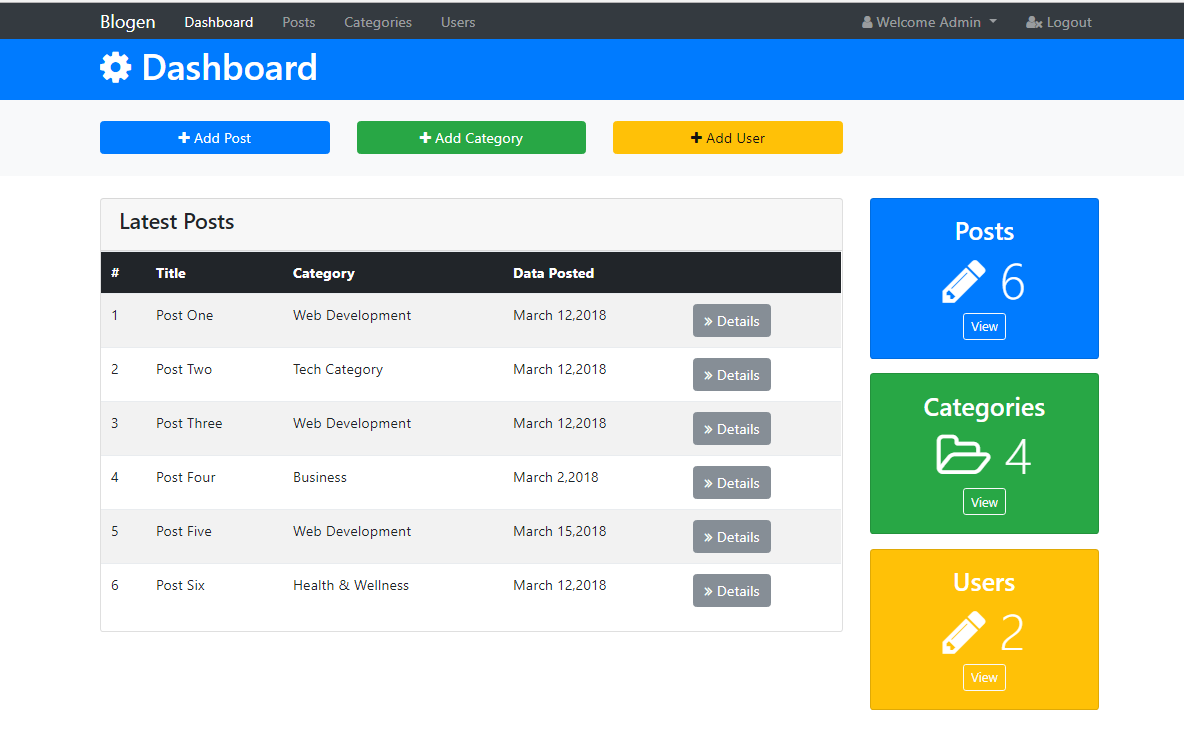 Blogen Dashboard Posts Categories Users Welcome Admin Logout
Dashboard
Add Post Add Category Add User
Latest Posts
# Title Category Data Posted
1 Post One Web Development March 12,2018 » Details
2 Post Two Tech Category March 12,2018 » Details
3 Post Three Web Development March 12,2018 » Details
4 Post Four Business March 2,2018 » Details
5 Post Five Web Development March 15,2018 » Details
6 Post Six Health & Wellness March 12,2018 » Details
Posts
6
View
Categories
4
View
Users
2
View